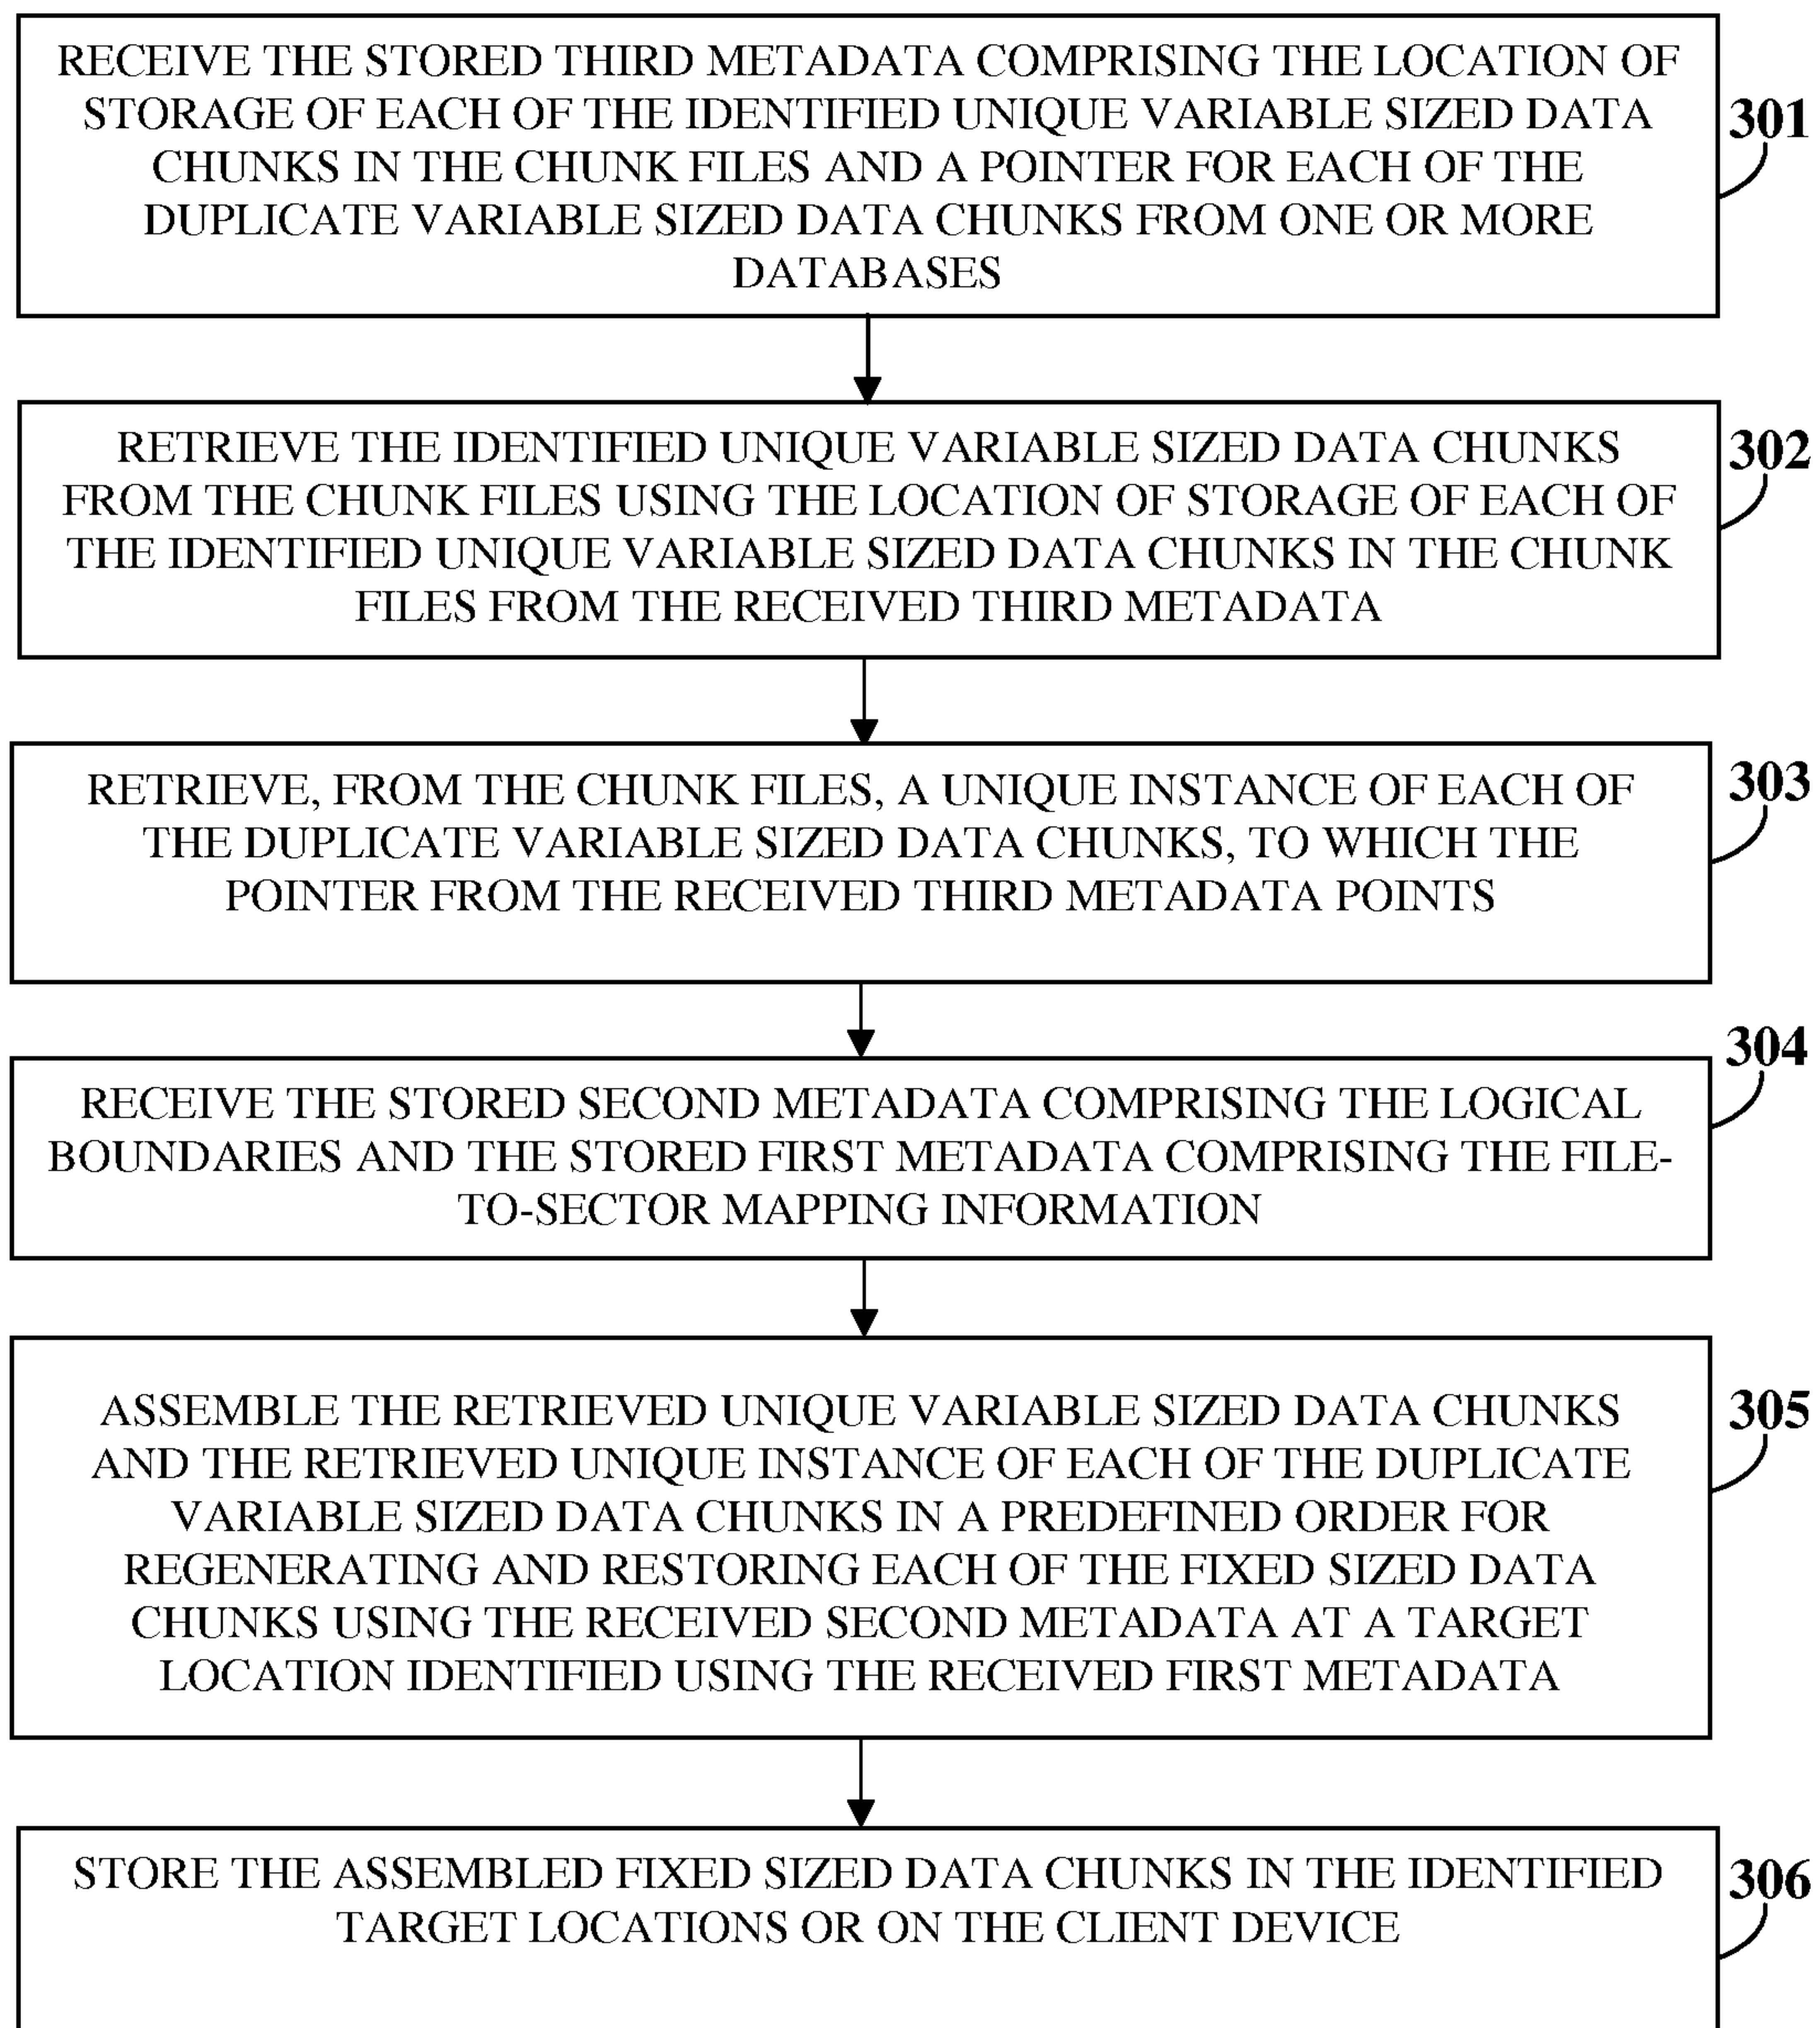 RECEIVE THE STORED THIRD METADATA COMPRISING THE LOCATION OF
STORAGE OF EACH OF THE IDENTIFIED UNIQUE VARIABLE SIZED DATA
CHUNKS IN THE CHUNK FILES AND A POINTER FOR EACH OF THE
DUPLICATE VARIABLE SIZED DATA CHUNKS FROM ONE OR MORE
DATABASES
301
RETRIEVE THE IDENTIFIED UNIQUE VARIABLE SIZED DATA CHUNKS
FROM THE CHUNK FILES USING THE LOCATION OF STORAGE OF EACH OF
THE IDENTIFIED UNIQUE VARIABLE SIZED DATA CHUNKS IN THE CHUNK
FILES FROM THE RECEIVED THIRD METADATA
302
RETRIEVE, FROM THE CHUNK FILES, A UNIQUE INSTANCE OF EACH OF
THE DUPLICATE VARIABLE SIZED DATA CHUNKS, TO WHICH THE
POINTER FROM THE RECEIVED THIRD METADATA POINTS
303
RECEIVE THE STORED SECOND METADATA COMPRISING THE LOGICAL
BOUNDARIES AND THE STORED FIRST METADATA COMPRISING THE FILE-
TO-SECTOR MAPPING INFORMATION
304
ASSEMBLE THE RETRIEVED UNIQUE VARIABLE SIZED DATA CHUNKS
AND THE RETRIEVED UNIQUE INSTANCE OF EACH OF THE DUPLICATE
VARIABLE SIZED DATA CHUNKS IN A PREDEFINED ORDER FOR
REGENERATING AND RESTORING EACH OF THE FIXED SIZED DATA
CHUNKS USING THE RECEIVED SECOND METADATA AT A TARGET
LOCATION IDENTIFIED USING THE RECEIVED FIRST METADATA
305
STORE THE ASSEMBLED FIXED SIZED DATA CHUNKS IN THE IDENTIFIED
TARGET LOCATIONS OR ON THE CLIENT DEVICE
306